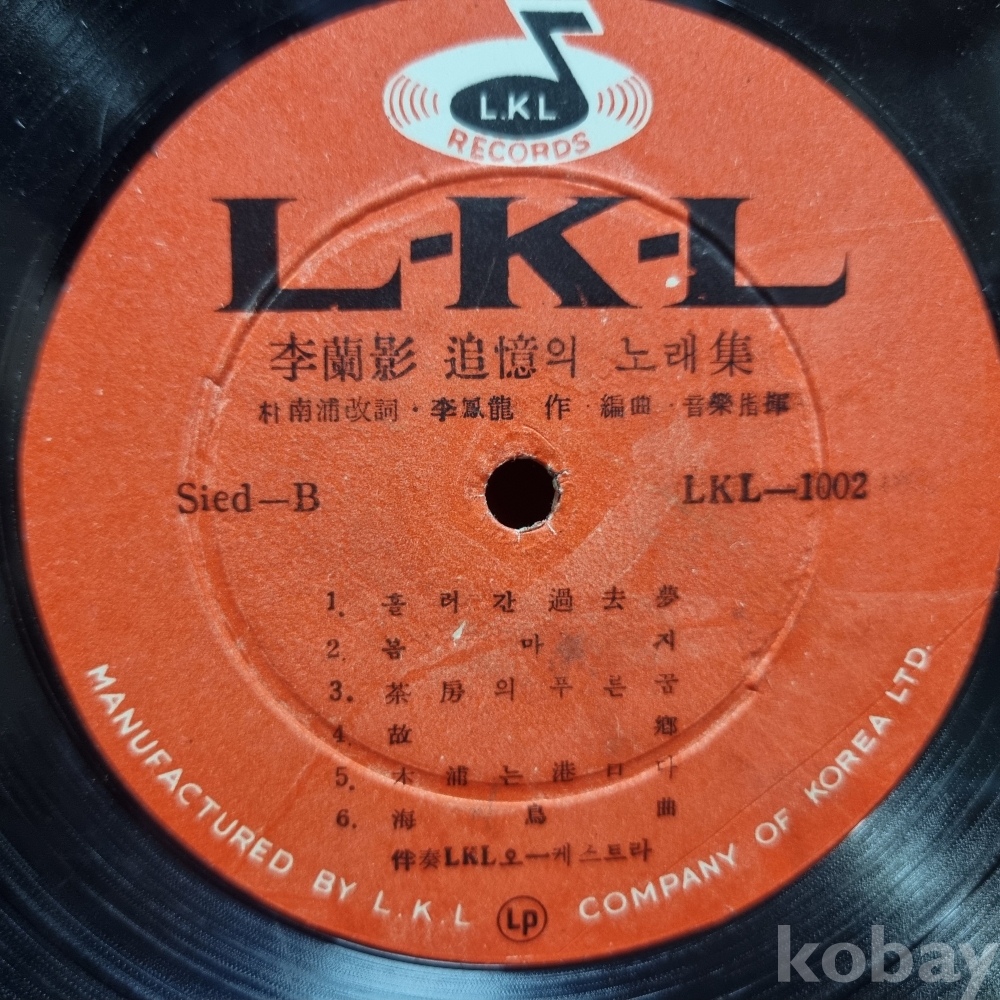 L.K.L
RECORDS
L-K-L
李蘭影 追憶의 노래集
朴南浦改詞·李鳳龍 作·編曲·音樂指揮
Sied—B
LKL—1002
1. 흘러간過去夢
2. 봄마지
3. 茶房의푸른꿈
4. 故鄕
5. 木浦는港口다
6. 海鳥曲
伴奏LKL오—케스트라
MANUFACTURED BY L.K.L COMPANY OF KOREA LTD.
LP
kobay